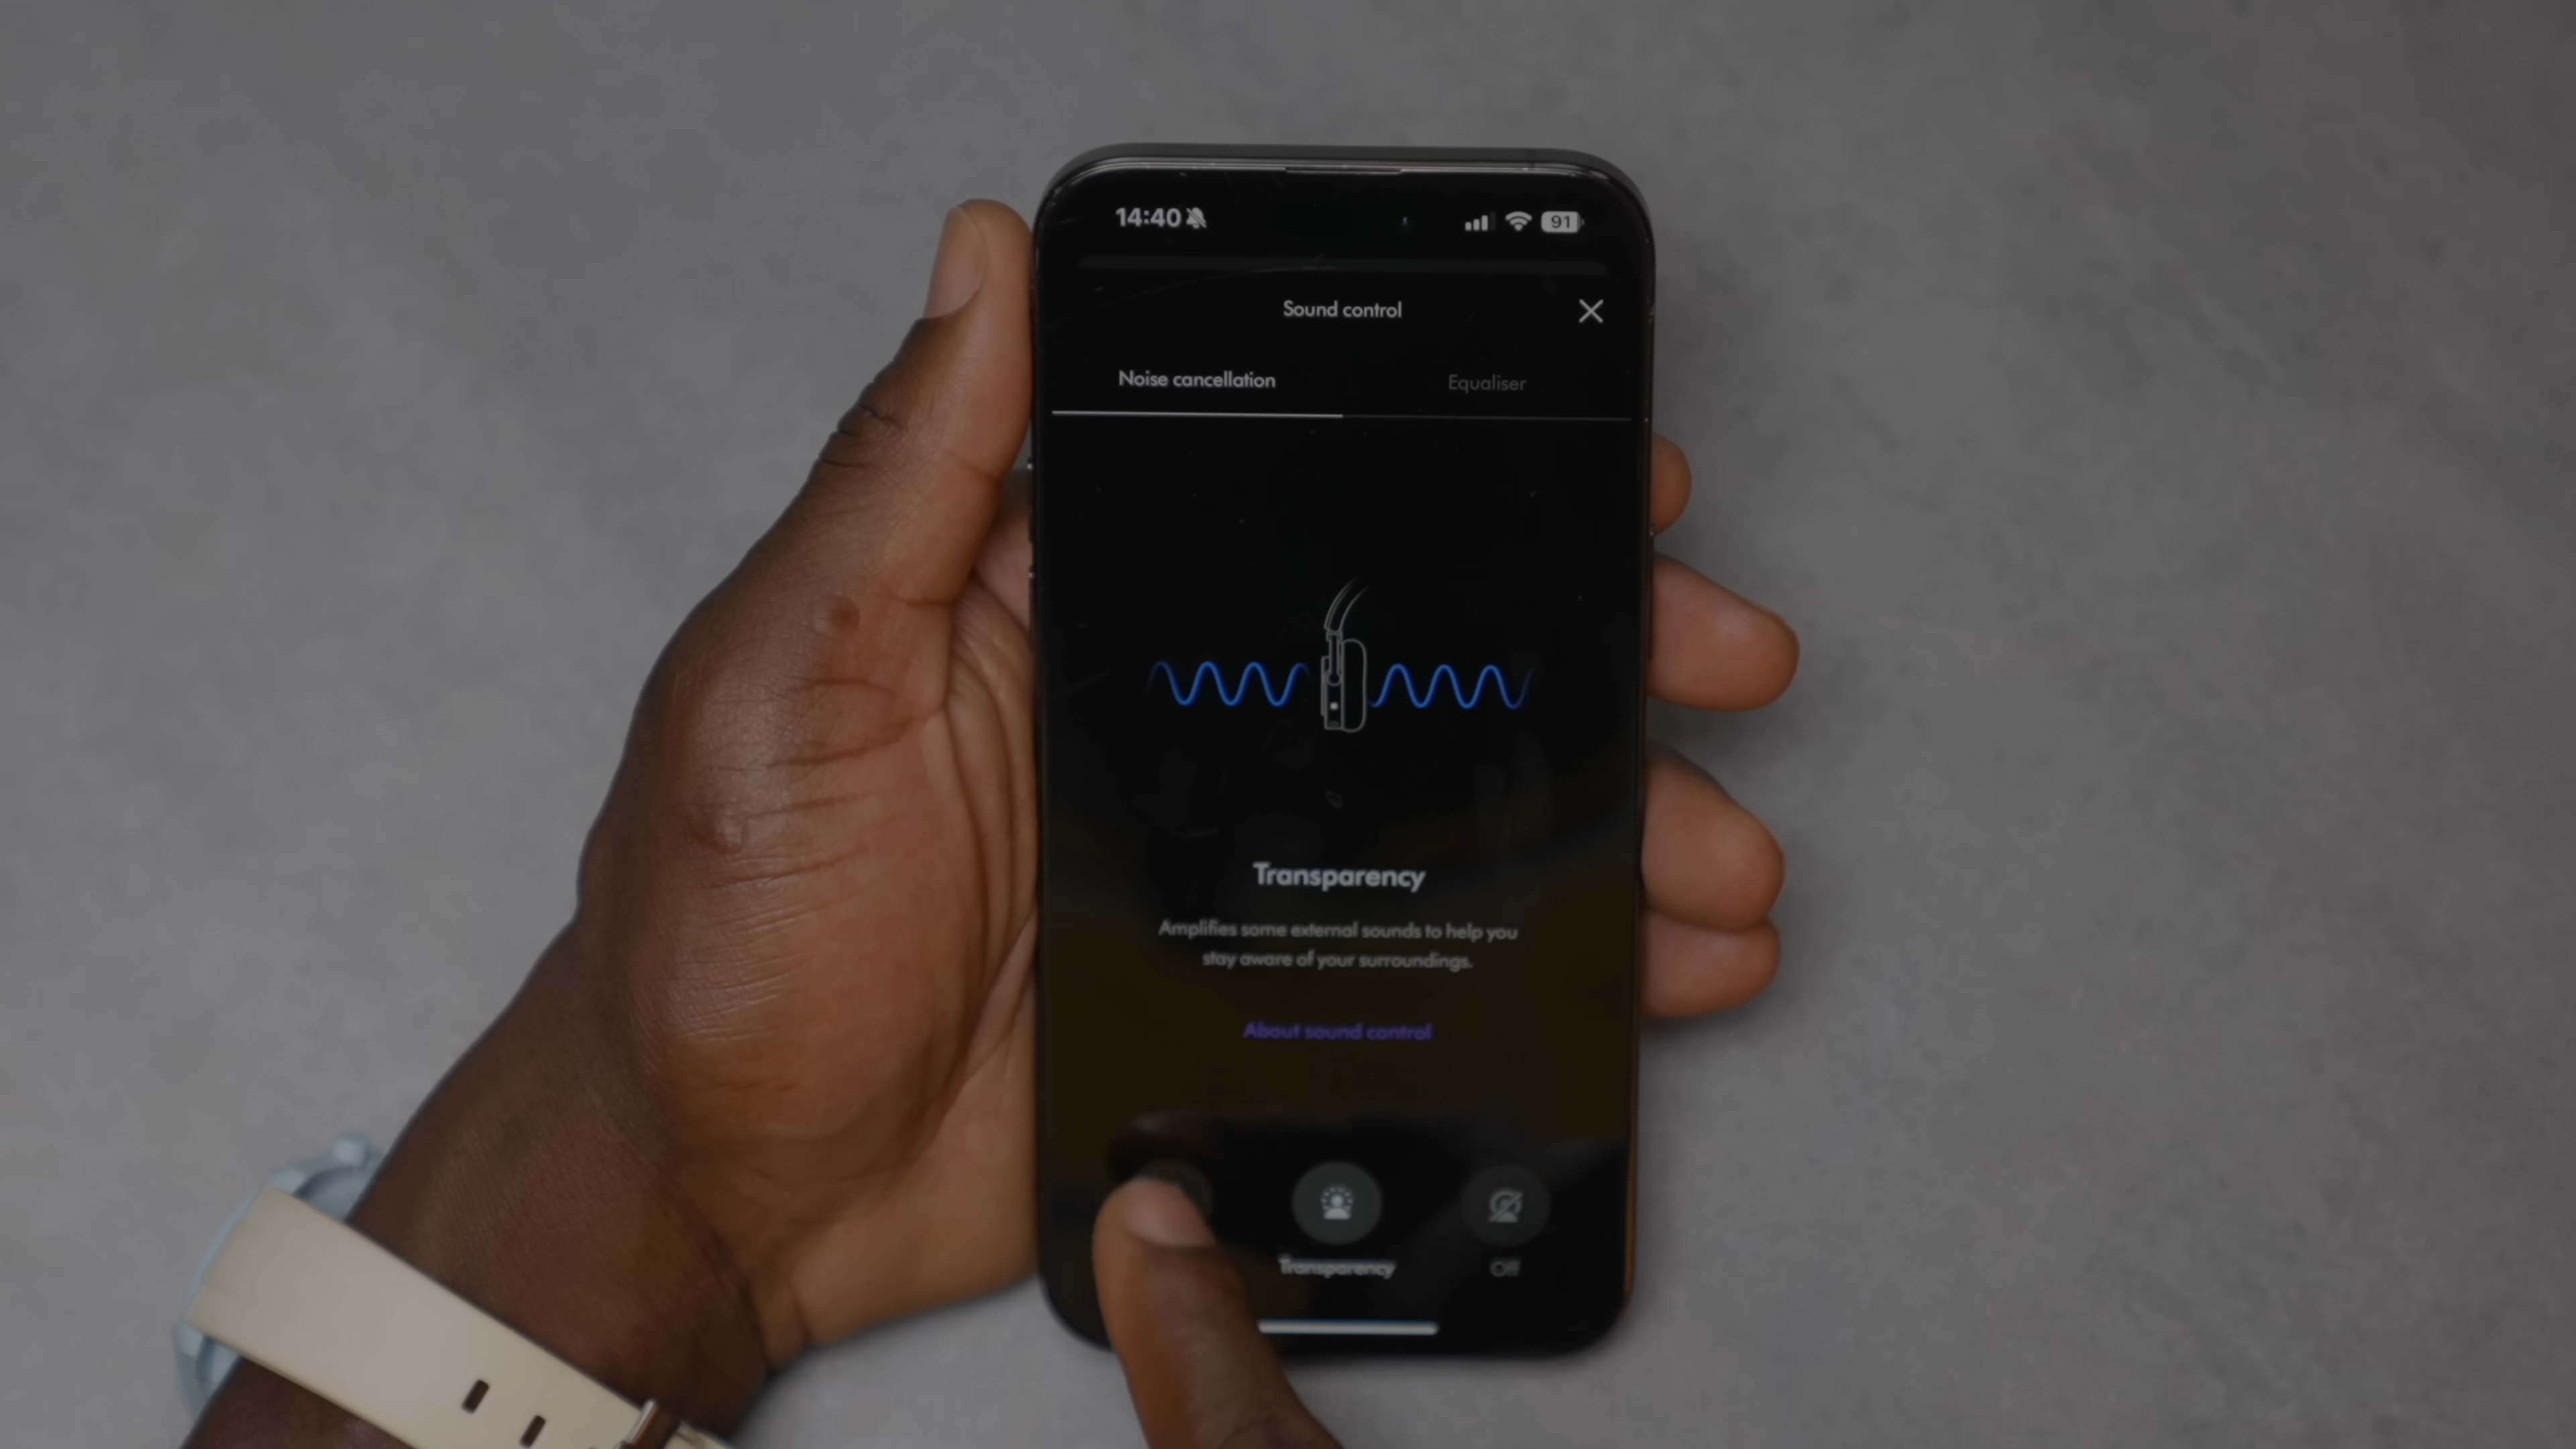 14:40
91
Sound control
Noise cancellation
Equaliser
Transparency
Amplifies some external sounds to help you
stay aware of your surroundings.
About sound control
Transparency
Off